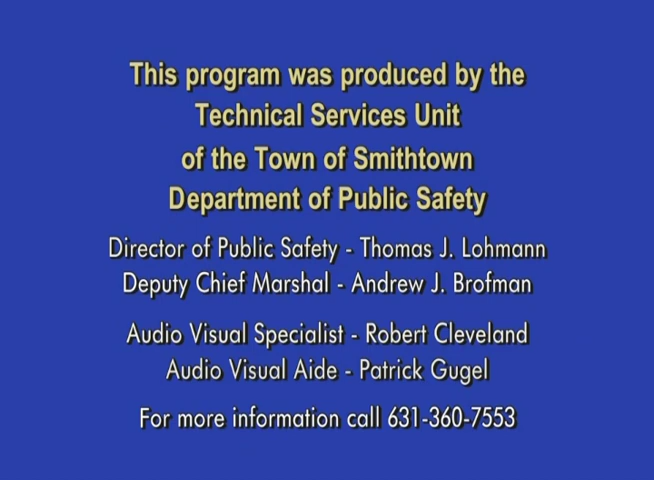 This program was produced by the
Technical Services Unit
of the Town of Smithtown
Department of Public Safety
Director of Public Safety - Thomas J. Lohmann
Deputy Chief Marshal - Andrew J. Brofman
Audio Visual Specialist - Robert Cleveland
Audio Visual Aide - Patrick Gugel
For more information call 631-360-7553